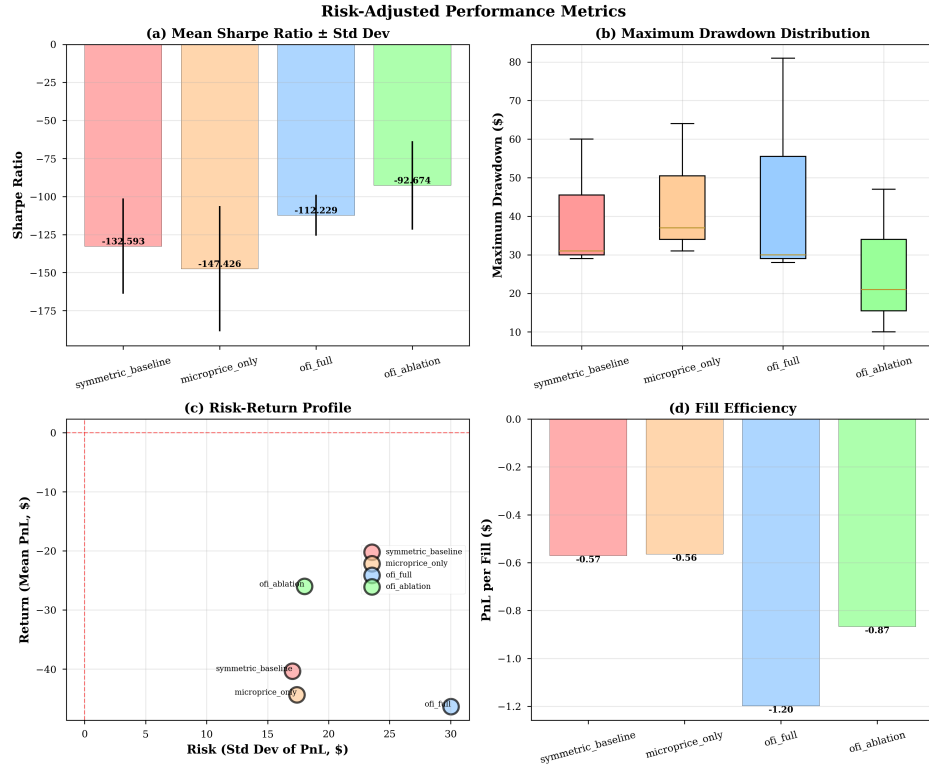 Risk-Adjusted Performance Metrics
(a) Mean Sharpe Ratio ± Std Dev
Sharpe Ratio
0
−25
−50
−75
−100
−125
−150
−175
-132.593
-147.426
-112.229
-92.674
symmetric_baseline
microprice_only
ofi_full
ofi_ablation
(b) Maximum Drawdown Distribution
Maximum Drawdown ($)
80
70
60
50
40
30
20
10
symmetric_baseline
microprice_only
ofi_full
ofi_ablation
(c) Risk-Return Profile
Return (Mean PnL, $)
0
−10
−20
−30
−40
symmetric_baseline
microprice_only
ofi_full
ofi_ablation
ofi_ablation
symmetric_baseline
microprice_only
ofi_full
0 5 10 15 20 25 30
Risk (Std Dev of PnL, $)
(d) Fill Efficiency
PnL per Fill ($)
0.0
−0.2
−0.4
−0.6
−0.8
−1.0
−1.2
-0.57
-0.56
-1.20
-0.87
symmetric_baseline
microprice_only
ofi_full
ofi_ablation